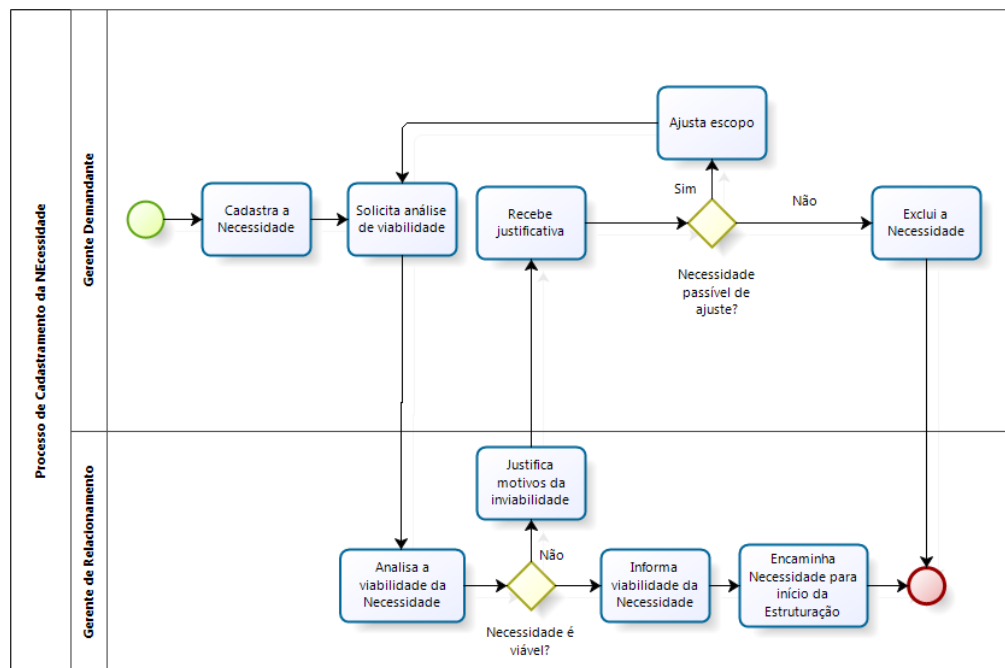 Processo de Cadastramento da NEcessidade
Gerente Demandante
Cadastra a
Necessidade
Solicita análise
de viabilidade
Recebe
justificativa
Ajusta escopo
Sim
Não
Necessidade
passível de
ajuste?
Exclui a
Necessidade
Gerente de Relacionamento
Justifica
motivos da
inviabilidade
Analisa a
viabilidade da
Necessidade
Não
Necessidade é
viável?
Informa
viabilidade da
Necessidade
Encaminha
Necessidade para
início da
Estruturação